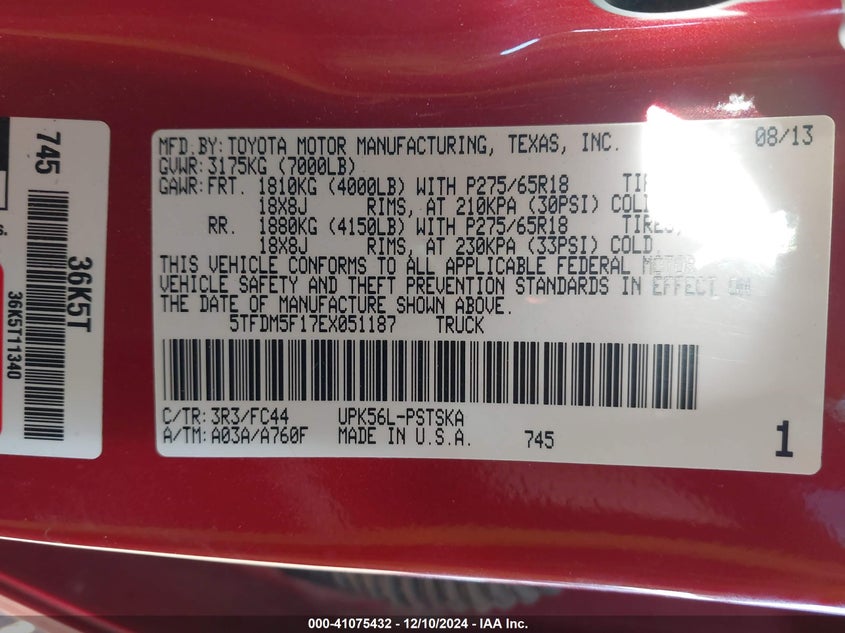 MFD.BY: TOYOTA MOTOR MANUFACTURING, TEXAS, INC. 08/13
GVWR: 3175KG (7000LB)
GAWR: FRT. 1810KG (4000LB) WITH P275/65R18
18X8J RIMS, AT 210KPA (30PSI) COLD
RR. 1880KG (4150LB) WITH P275/65R18 TIRES,
18X8J RIMS, AT 230KPA (33PSI) COLD
THIS VEHICLE CONFORMS TO ALL APPLICABLE FEDERAL MOTOR
VEHICLE SAFETY AND THEFT PREVENTION STANDARDS IN EFFECT ON
THE DATE OF MANUFACTURE SHOWN ABOVE.
5TFDM5F17EX051187 TRUCK
C/TR: 3R3/FC44 UPK56L-PSTSKA
A/TM: A03A/A760F MADE IN U.S.A. 745 1
745
36K5T
36K5T11340
000-41075432 - 12/10/2024 - IAA Inc.